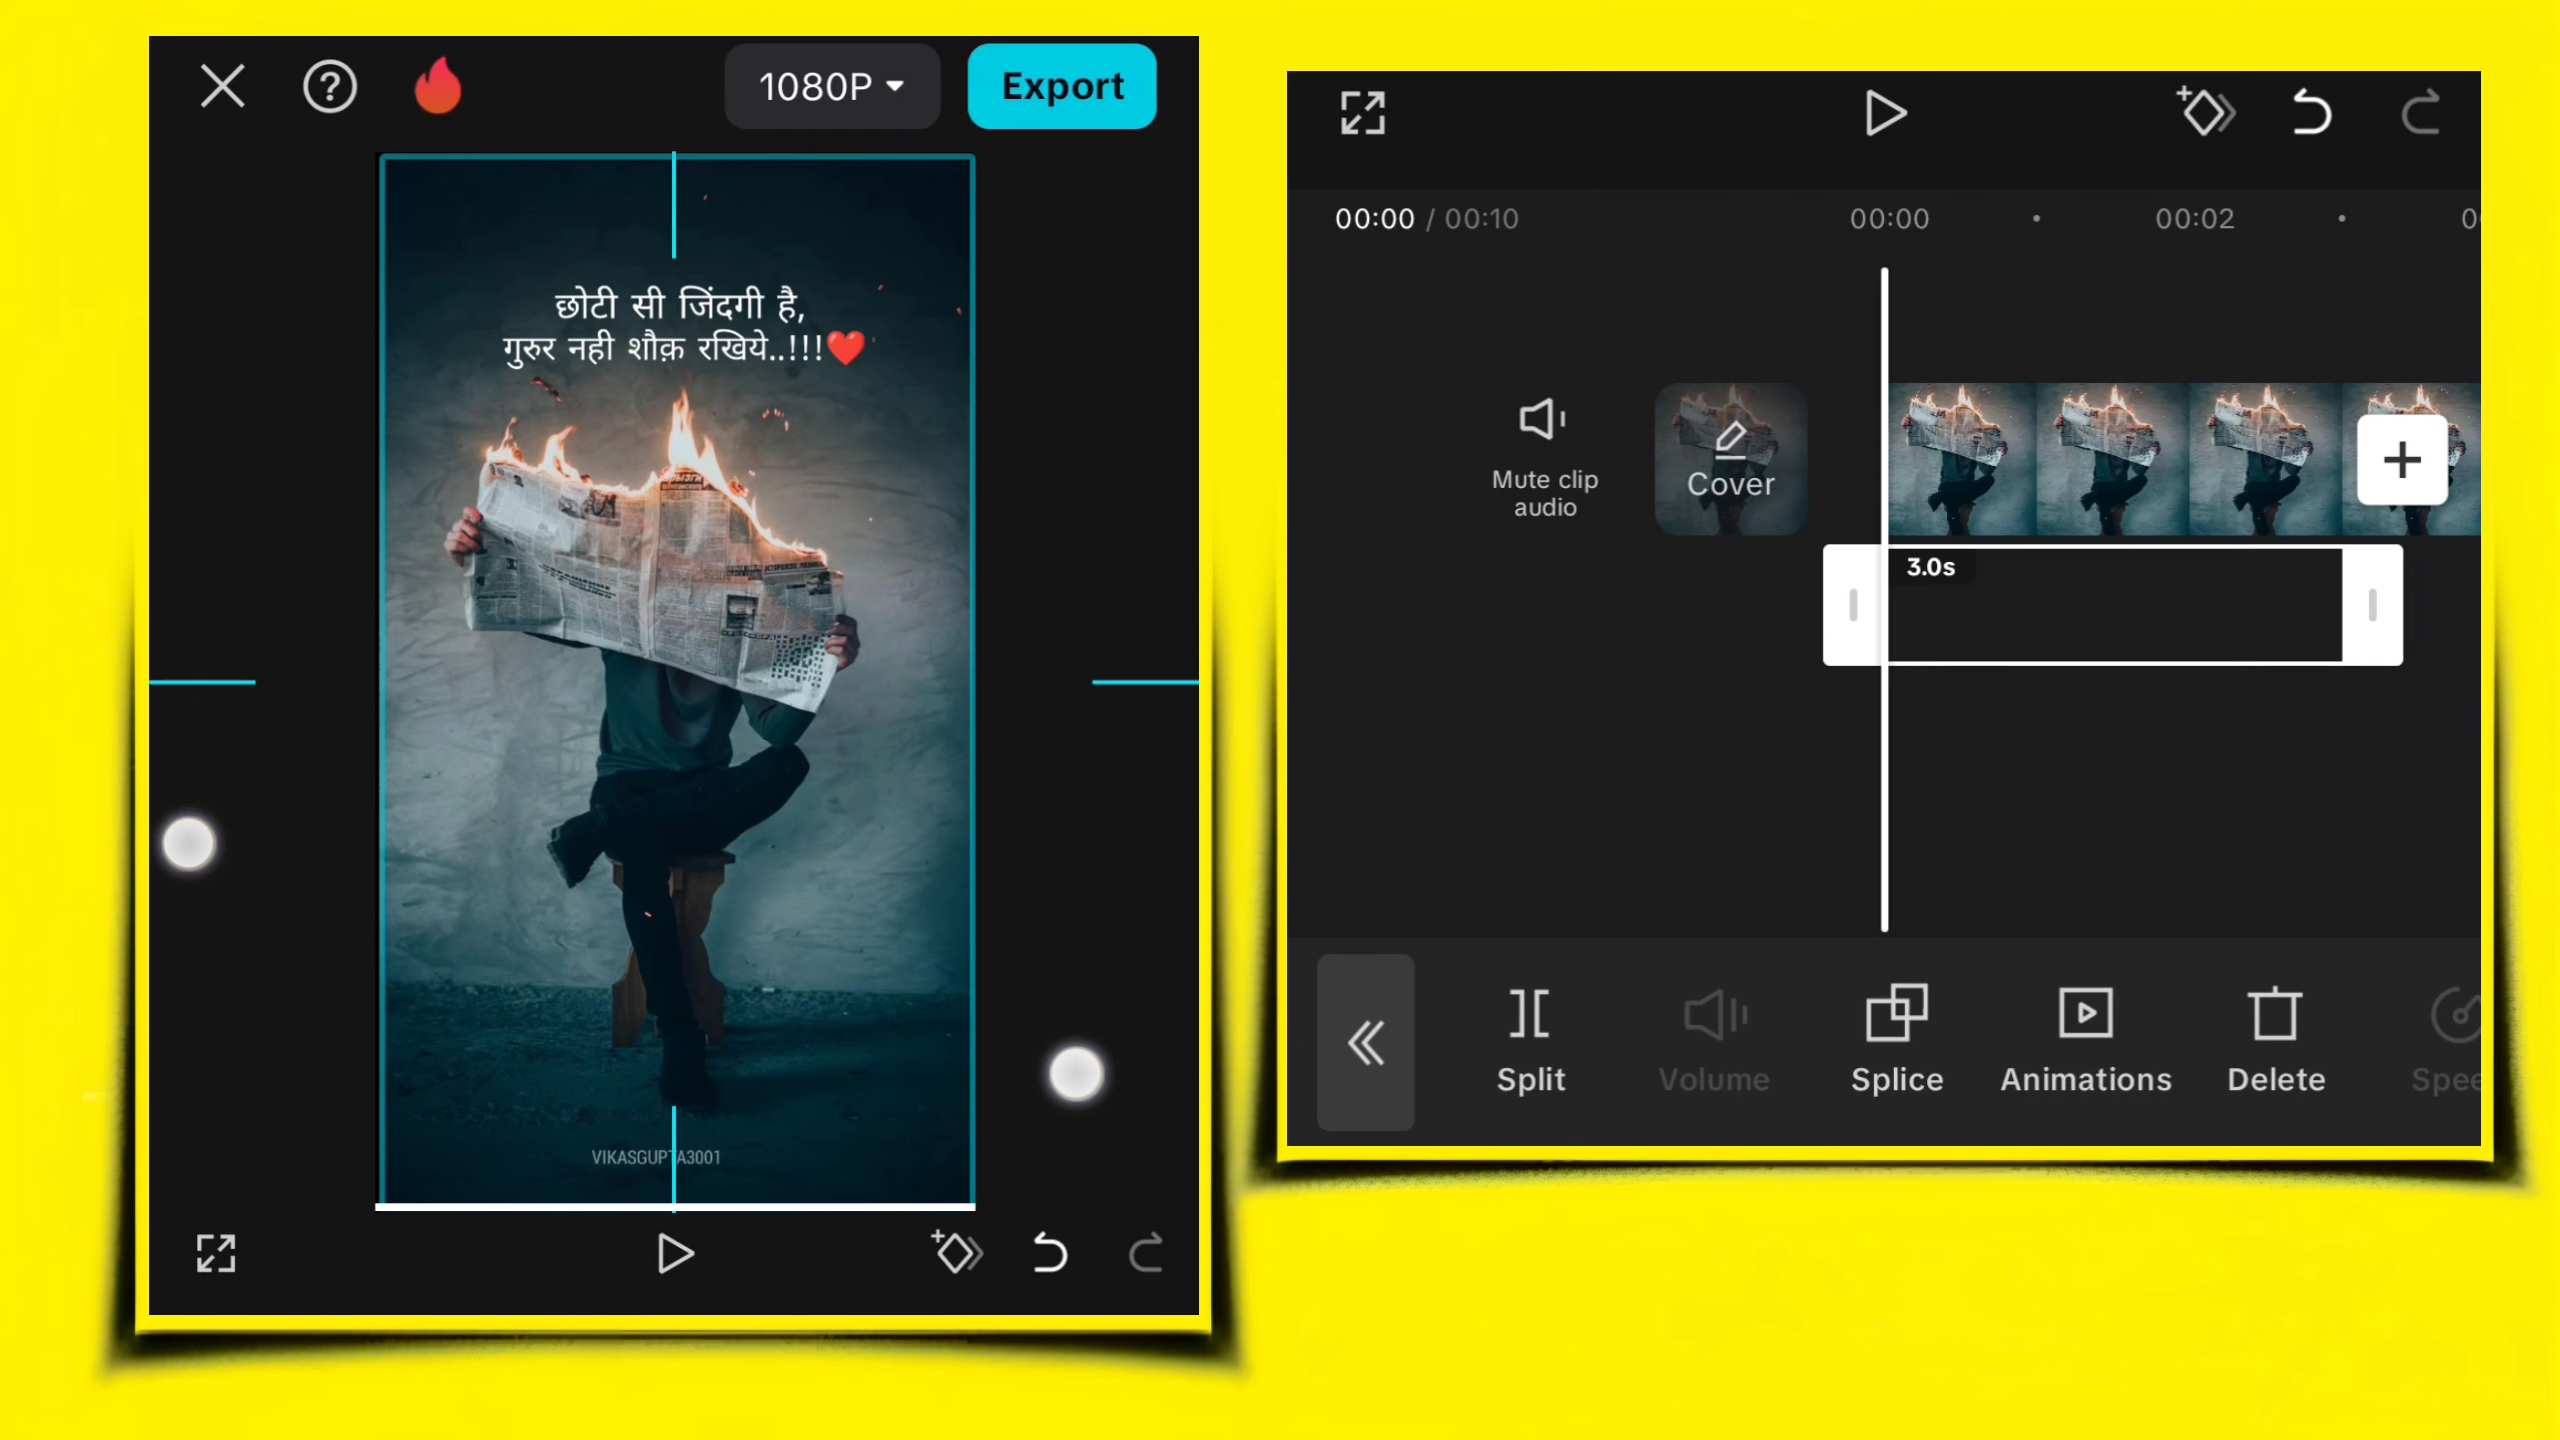 1080P
Export
छोटी सी जिंदगी है,
गुरुर नही शौक़ रखिये..!!!❤️
VIKASGUPTA3001
00:00 / 00:10
00:00
00:02
Mute clip
audio
Cover
3.0s
Split
Volume
Splice
Animations
Delete